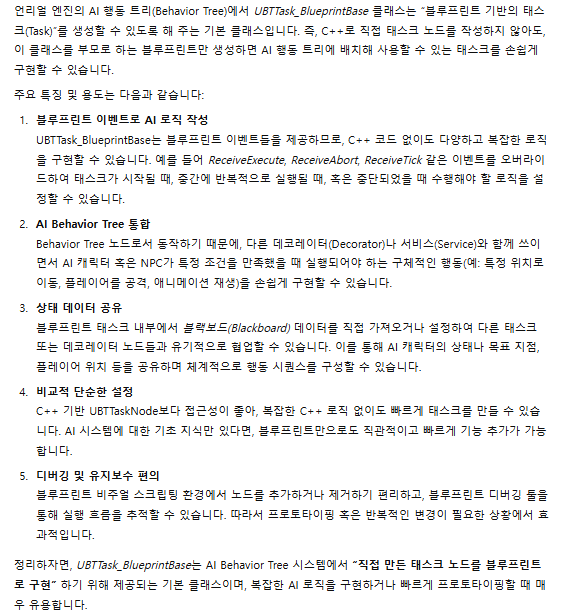 언리얼 엔진의 AI 행동 트리(Behavior Tree)에서 UBTTask_BlueprintBase 클래스는 “블루프린트 기반의 태스
크(Task)”를 생성할 수 있도록 해 주는 기본 클래스입니다. 즉, C++로 직접 태스크 노드를 작성하지 않아도,
이 클래스를 부모로 하는 블루프린트만 생성하면 AI 행동 트리에 배치해 사용할 수 있는 태스크를 손쉽게
구현할 수 있습니다.
주요 특징 및 용도는 다음과 같습니다:
1. 블루프린트 이벤트로 AI 로직 작성
UBTTask_BlueprintBase는 블루프린트 이벤트들을 제공하므로, C++ 코드 없이도 다양하고 복잡한 로직
을 구현할 수 있습니다. 예를 들어 ReceiveExecute, ReceiveAbort, ReceiveTick 같은 이벤트를 오버라이
드하여 태스크가 시작될 때, 중간에 반복적으로 실행될 때, 혹은 중단되었을 때 수행해야 할 로직을 설
정할 수 있습니다.
2. AI Behavior Tree 통합
Behavior Tree 노드로서 동작하기 때문에, 다른 데코레이터(Decorator)나 서비스(Service)와 함께 쓰이
면서 AI 캐릭터 혹은 NPC가 특정 조건을 만족했을 때 실행되어야 하는 구체적인 행동(예: 특정 위치로
이동, 플레이어를 공격, 애니메이션 재생)을 손쉽게 구현할 수 있습니다.
3. 상태 데이터 공유
블루프린트 태스크 내부에서 블랙보드(Blackboard) 데이터를 직접 가져오거나 설정하여 다른 태스크
또는 데코레이터 노드들과 유기적으로 협업할 수 있습니다. 이를 통해 AI 캐릭터의 상태나 목표 지점,
플레이어 위치 등을 공유하며 체계적으로 행동 시퀀스를 구성할 수 있습니다.
4. 비교적 단순한 설정
C++ 기반 UBTTaskNode보다 접근성이 좋아, 복잡한 C++ 로직 없이도 빠르게 태스크를 만들 수 있습
니다. AI 시스템에 대한 기초 지식만 있다면, 블루프린트만으로도 직관적이고 빠르게 기능 추가가 가능
합니다.
5. 디버깅 및 유지보수 편의
블루프린트 비주얼 스크립팅 환경에서 노드를 추가하거나 제거하기 편리하고, 블루프린트 디버깅 툴을
통해 실행 흐름을 추적할 수 있습니다. 따라서 프로토타이핑 혹은 반복적인 변경이 필요한 상황에서 효
과적입니다.
정리하자면, UBTTask_BlueprintBase는 AI Behavior Tree 시스템에서 “직접 만든 태스크 노드를 블루프린트
로 구현” 하기 위해 제공되는 기본 클래스이며, 복잡한 AI 로직을 구현하거나 빠르게 프로토타이핑할 때 매
우 유용합니다.